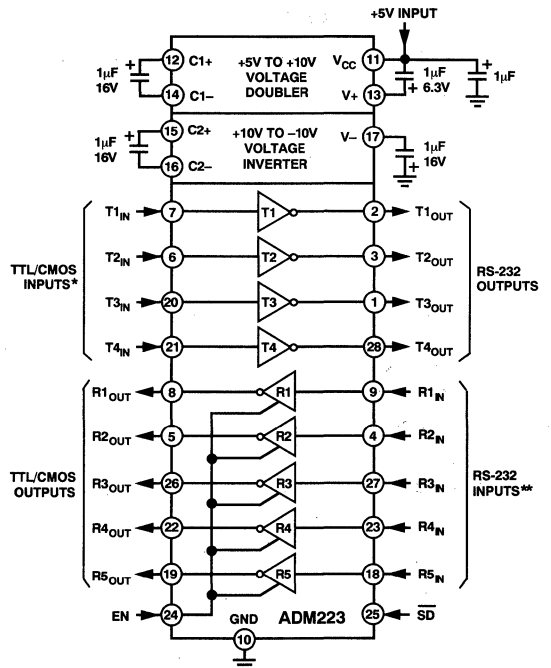 +5V INPUT
1µF
16V
+
12 C1+
14 C1–
+5V TO +10V
VOLTAGE
DOUBLER
VCC 11
V+ 13
+
1µF
6.3V
+
1µF
1µF
16V
+
15 C2+
16 C2–
+10V TO –10V
VOLTAGE
INVERTER
V– 17
+
1µF
16V
TTL/CMOS
INPUTS*
T1IN 7 T1 2 T1OUT
T2IN 6 T2 3 T2OUT
T3IN 20 T3 1 T3OUT
T4IN 21 T4 28 T4OUT
RS-232
OUTPUTS
TTL/CMOS
OUTPUTS
R1OUT 8 R1 9 R1IN
R2OUT 5 R2 4 R2IN
R3OUT 26 R3 27 R3IN
R4OUT 22 R4 23 R4IN
R5OUT 19 R5 18 R5IN
RS-232
INPUTS**
EN 24
GND
10
ADM223
25 SD